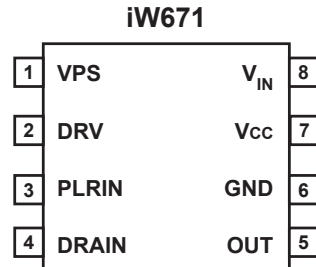 iW671
1 VPS V_IN 8
2 DRV Vcc 7
3 PLRIN GND 6
4 DRAIN OUT 5